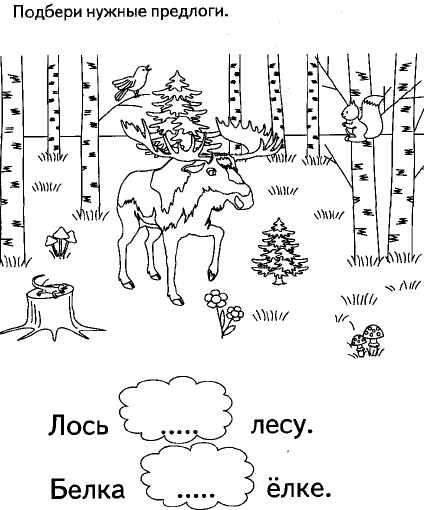 Подбери нужные предлоги.
Лось ..... лесу.
Белка ..... ёлке.